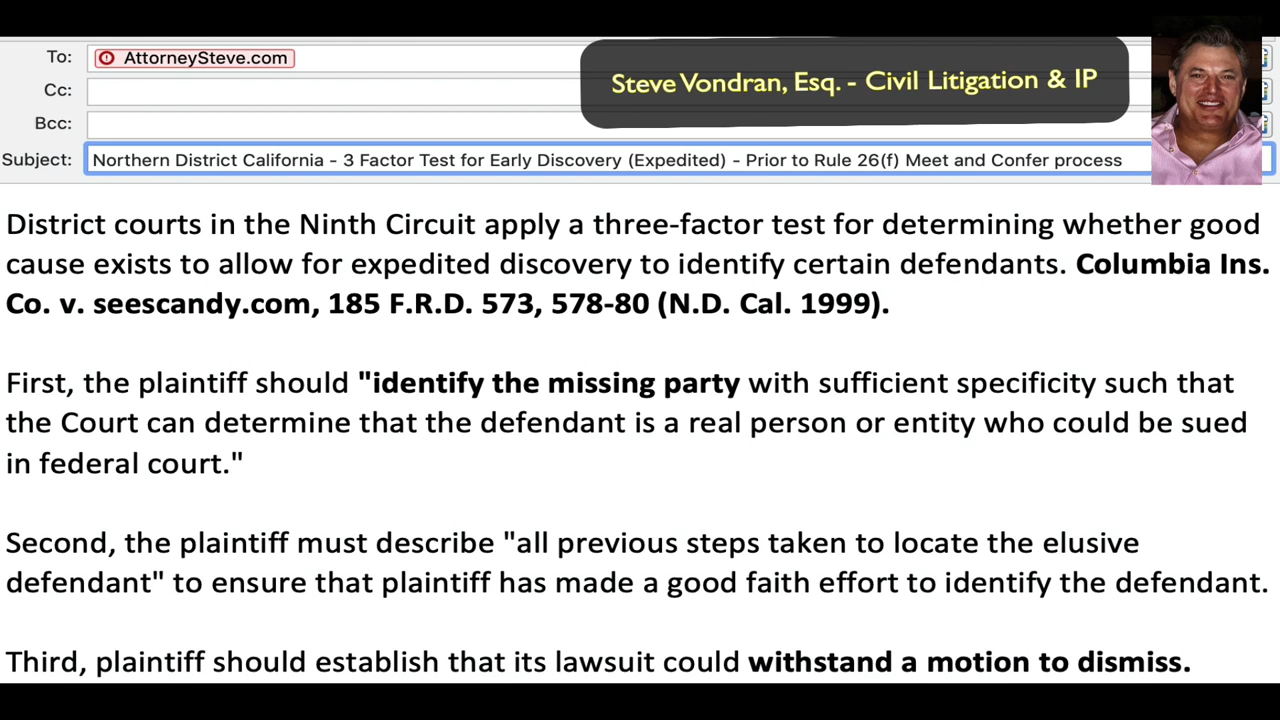 To: AttorneySteve.com
Steve Vondran, Esq. - Civil Litigation & IP
Cc:
Bcc:
Subject: Northern District California - 3 Factor Test for Early Discovery (Expedited) - Prior to Rule 26(f) Meet and Confer process
District courts in the Ninth Circuit apply a three-factor test for determining whether good
cause exists to allow for expedited discovery to identify certain defendants. Columbia Ins.
Co. v. seescandy.com, 185 F.R.D. 573, 578-80 (N.D. Cal. 1999).
First, the plaintiff should "identify the missing party with sufficient specificity such that
the Court can determine that the defendant is a real person or entity who could be sued
in federal court."
Second, the plaintiff must describe "all previous steps taken to locate the elusive
defendant" to ensure that plaintiff has made a good faith effort to identify the defendant.
Third, plaintiff should establish that its lawsuit could withstand a motion to dismiss.